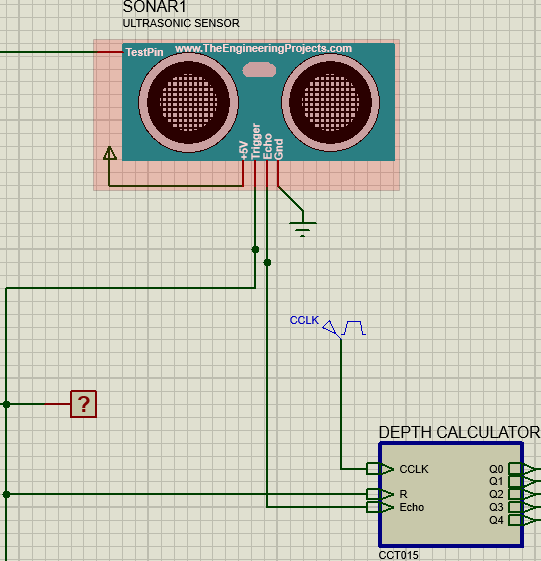 SONAR1
ULTRASONIC SENSOR
TestPin
www.TheEngineeringProjects.com
+5V
Trigger
Echo
Gnd
CCLK
?
DEPTH CALCULATOR
CCLK
R
Echo
Q0
Q1
Q2
Q3
Q4
CCT015